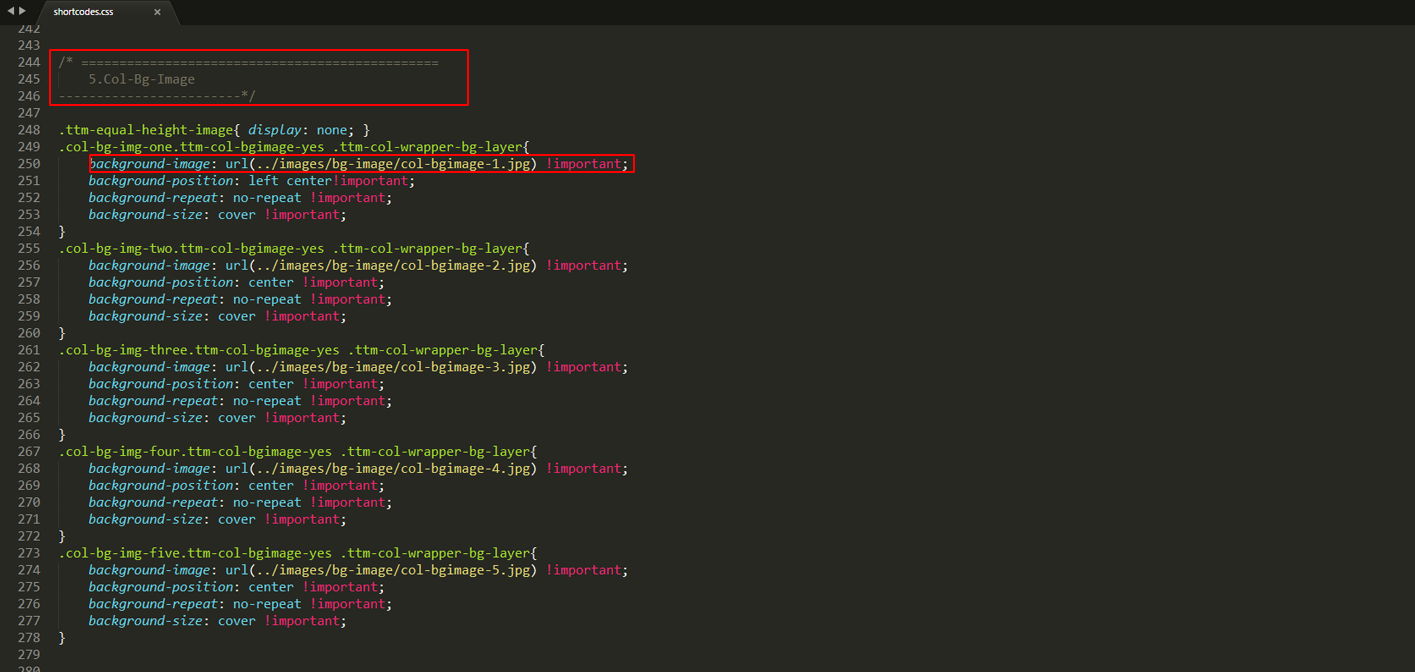 shortcodes.css ×
242
243
244 /* ===============================================
245 5.Col-Bg-Image
246 ------------------------*/
247
248 .ttm-equal-height-image{ display: none; }
249 .col-bg-img-one.ttm-col-bgimage-yes .ttm-col-wrapper-bg-layer{
250 background-image: url(../images/bg-image/col-bgimage-1.jpg) !important;
251 background-position: left center!important;
252 background-repeat: no-repeat !important;
253 background-size: cover !important;
254 }
255 .col-bg-img-two.ttm-col-bgimage-yes .ttm-col-wrapper-bg-layer{
256 background-image: url(../images/bg-image/col-bgimage-2.jpg) !important;
257 background-position: center !important;
258 background-repeat: no-repeat !important;
259 background-size: cover !important;
260 }
261 .col-bg-img-three.ttm-col-bgimage-yes .ttm-col-wrapper-bg-layer{
262 background-image: url(../images/bg-image/col-bgimage-3.jpg) !important;
263 background-position: center !important;
264 background-repeat: no-repeat !important;
265 background-size: cover !important;
266 }
267 .col-bg-img-four.ttm-col-bgimage-yes .ttm-col-wrapper-bg-layer{
268 background-image: url(../images/bg-image/col-bgimage-4.jpg) !important;
269 background-position: center !important;
270 background-repeat: no-repeat !important;
271 background-size: cover !important;
272 }
273 .col-bg-img-five.ttm-col-bgimage-yes .ttm-col-wrapper-bg-layer{
274 background-image: url(../images/bg-image/col-bgimage-5.jpg) !important;
275 background-position: center !important;
276 background-repeat: no-repeat !important;
277 background-size: cover !important;
278 }
279
280